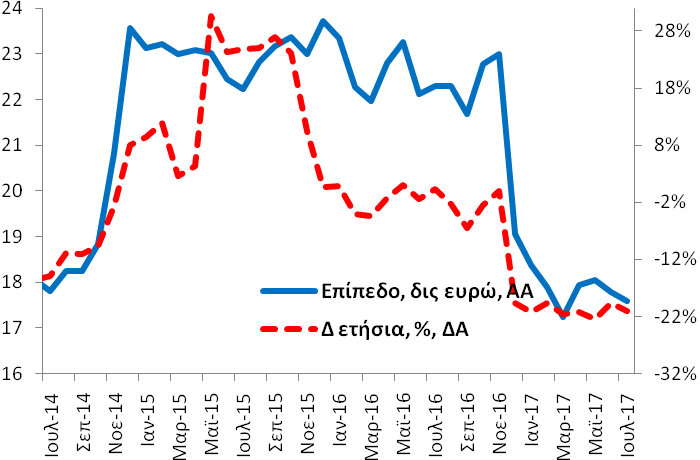 24
23
22
21
20
19
18
17
16
28%
18%
8%
-2%
-12%
-22%
-32%
Επίπεδο, δις ευρώ, ΑΑ
Δ ετήσια, %, ΔΑ
Ιουλ-14
Σεπ-14
Νοε-14
Ιαν-15
Μαρ-15
Μαϊ-15
Ιουλ-15
Σεπ-15
Νοε-15
Ιαν-16
Μαρ-16
Μαϊ-16
Ιουλ-16
Σεπ-16
Νοε-16
Ιαν-17
Μαρ-17
Μαϊ-17
Ιουλ-17